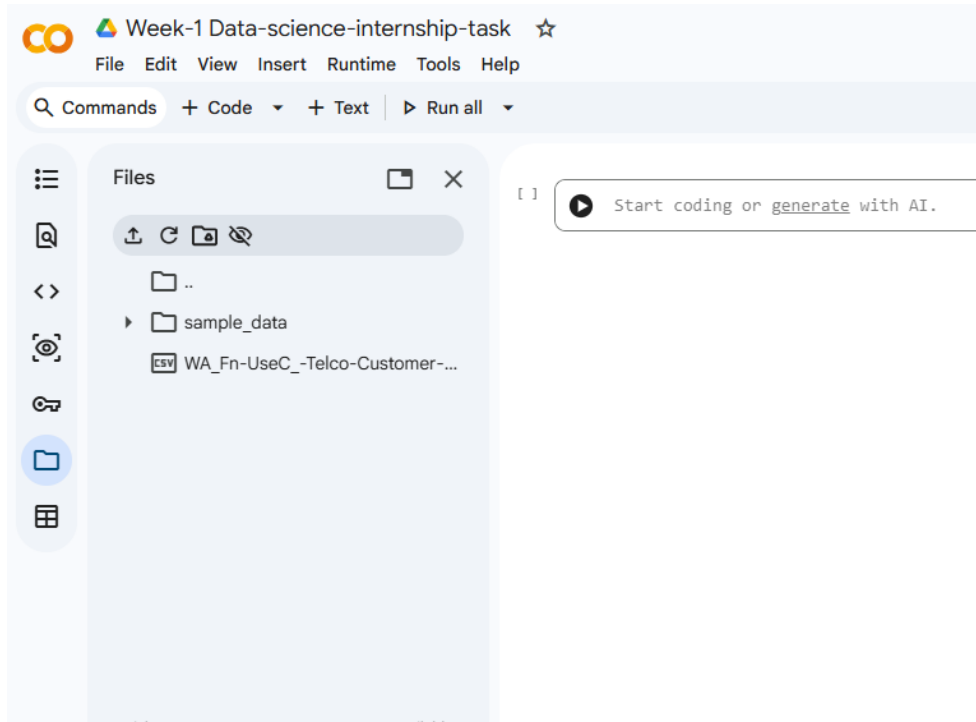 Week-1 Data-science-internship-task
File Edit View Insert Runtime Tools Help
Commands + Code + Text Run all
Files
[ ]
Start coding or generate with AI.
..
sample_data
CSV WA_Fn-UseC_-Telco-Customer-...